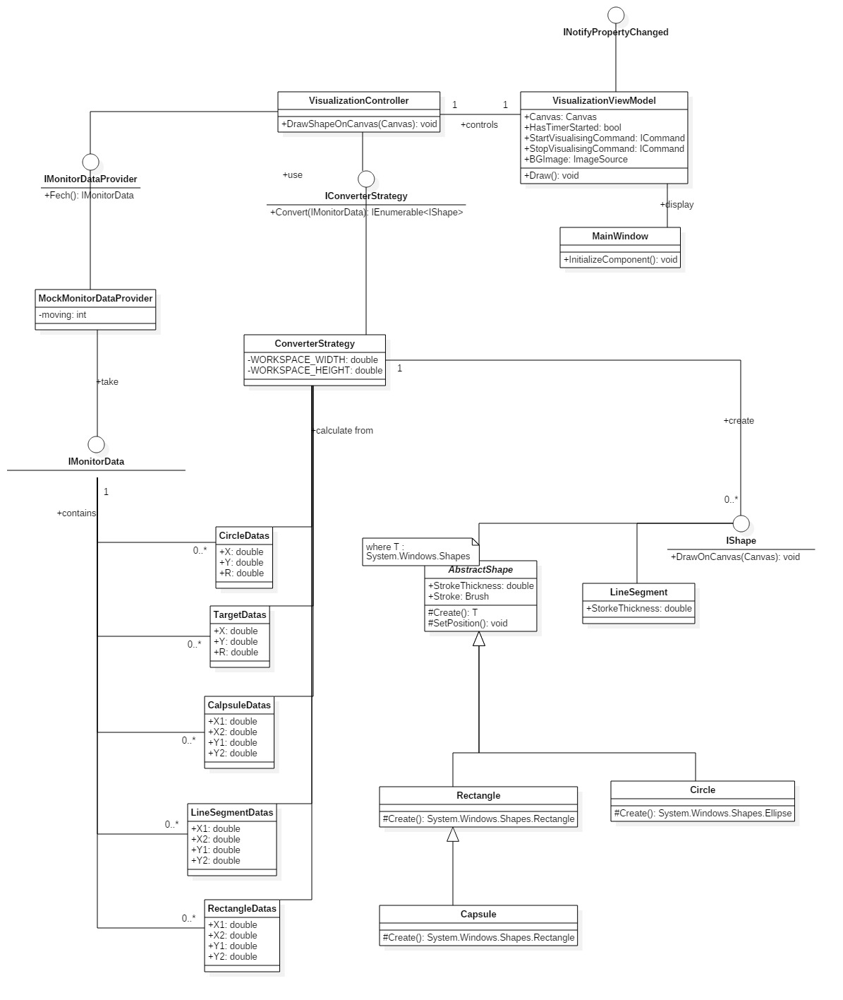 INotifyPropertyChanged
VisualizationController
+DrawShapeOnCanvas(Canvas): void
1
1
+controls
VisualizationViewModel
+Canvas: Canvas
+HasTimerStarted: bool
+StartVisualisingCommand: ICommand
+StopVisualisingCommand: ICommand
+BGImage: ImageSource
+Draw(): void
IMonitorDataProvider
+Fech(): IMonitorData
+use
IConverterStrategy
+Convert(IMonitorData): IEnumerable<IShape>
+display
MainWindow
+InitializeComponent(): void
MockMonitorDataProvider
-moving: int
ConverterStrategy
-WORKSPACE_WIDTH: double
-WORKSPACE_HEIGHT: double
1
+take
+calculate from
+create
IMonitorData
1
+contains
0..*
IShape
+DrawOnCanvas(Canvas): void
CircleDatas
+X: double
+Y: double
+R: double
0..*
where T :
System.Windows.Shapes
AbstractShape
+StrokeThickness: double
+Stroke: Brush
#Create(): T
#SetPosition(): void
LineSegment
+StorkeThickness: double
TargetDatas
+X: double
+Y: double
+R: double
0..*
CalpsuleDatas
+X1: double
+X2: double
+Y1: double
+Y2: double
0..*
Rectangle
#Create(): System.Windows.Shapes.Rectangle
Circle
#Create(): System.Windows.Shapes.Ellipse
LineSegmentDatas
+X1: double
+X2: double
+Y1: double
+Y2: double
0..*
RectangleDatas
+X1: double
+X2: double
+Y1: double
+Y2: double
0..*
Capsule
#Create(): System.Windows.Shapes.Rectangle